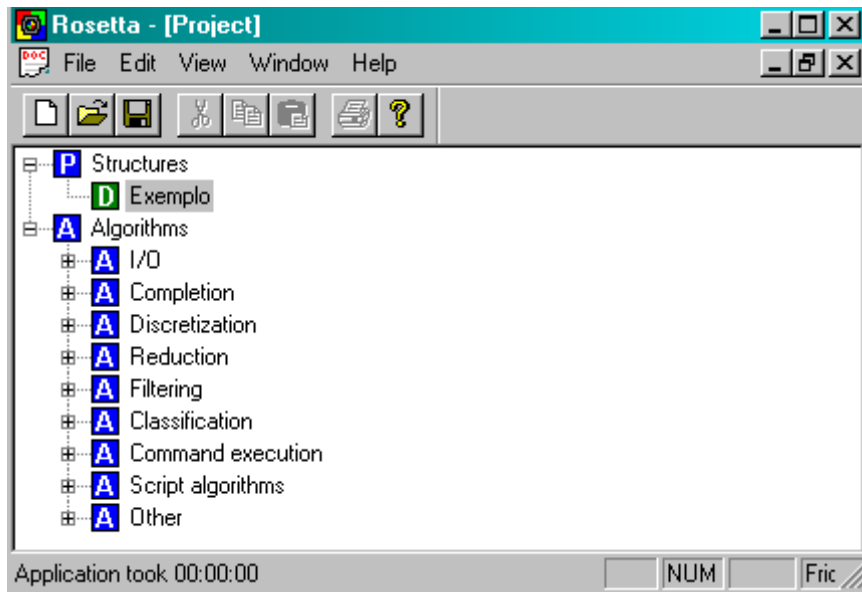 Rosetta - [Project]
DOC File Edit View Window Help
P Structures
D Exemplo
A Algorithms
A I/O
A Completion
A Discretization
A Reduction
A Filtering
A Classification
A Command execution
A Script algorithms
A Other
Application took 00:00:00 NUM Fric